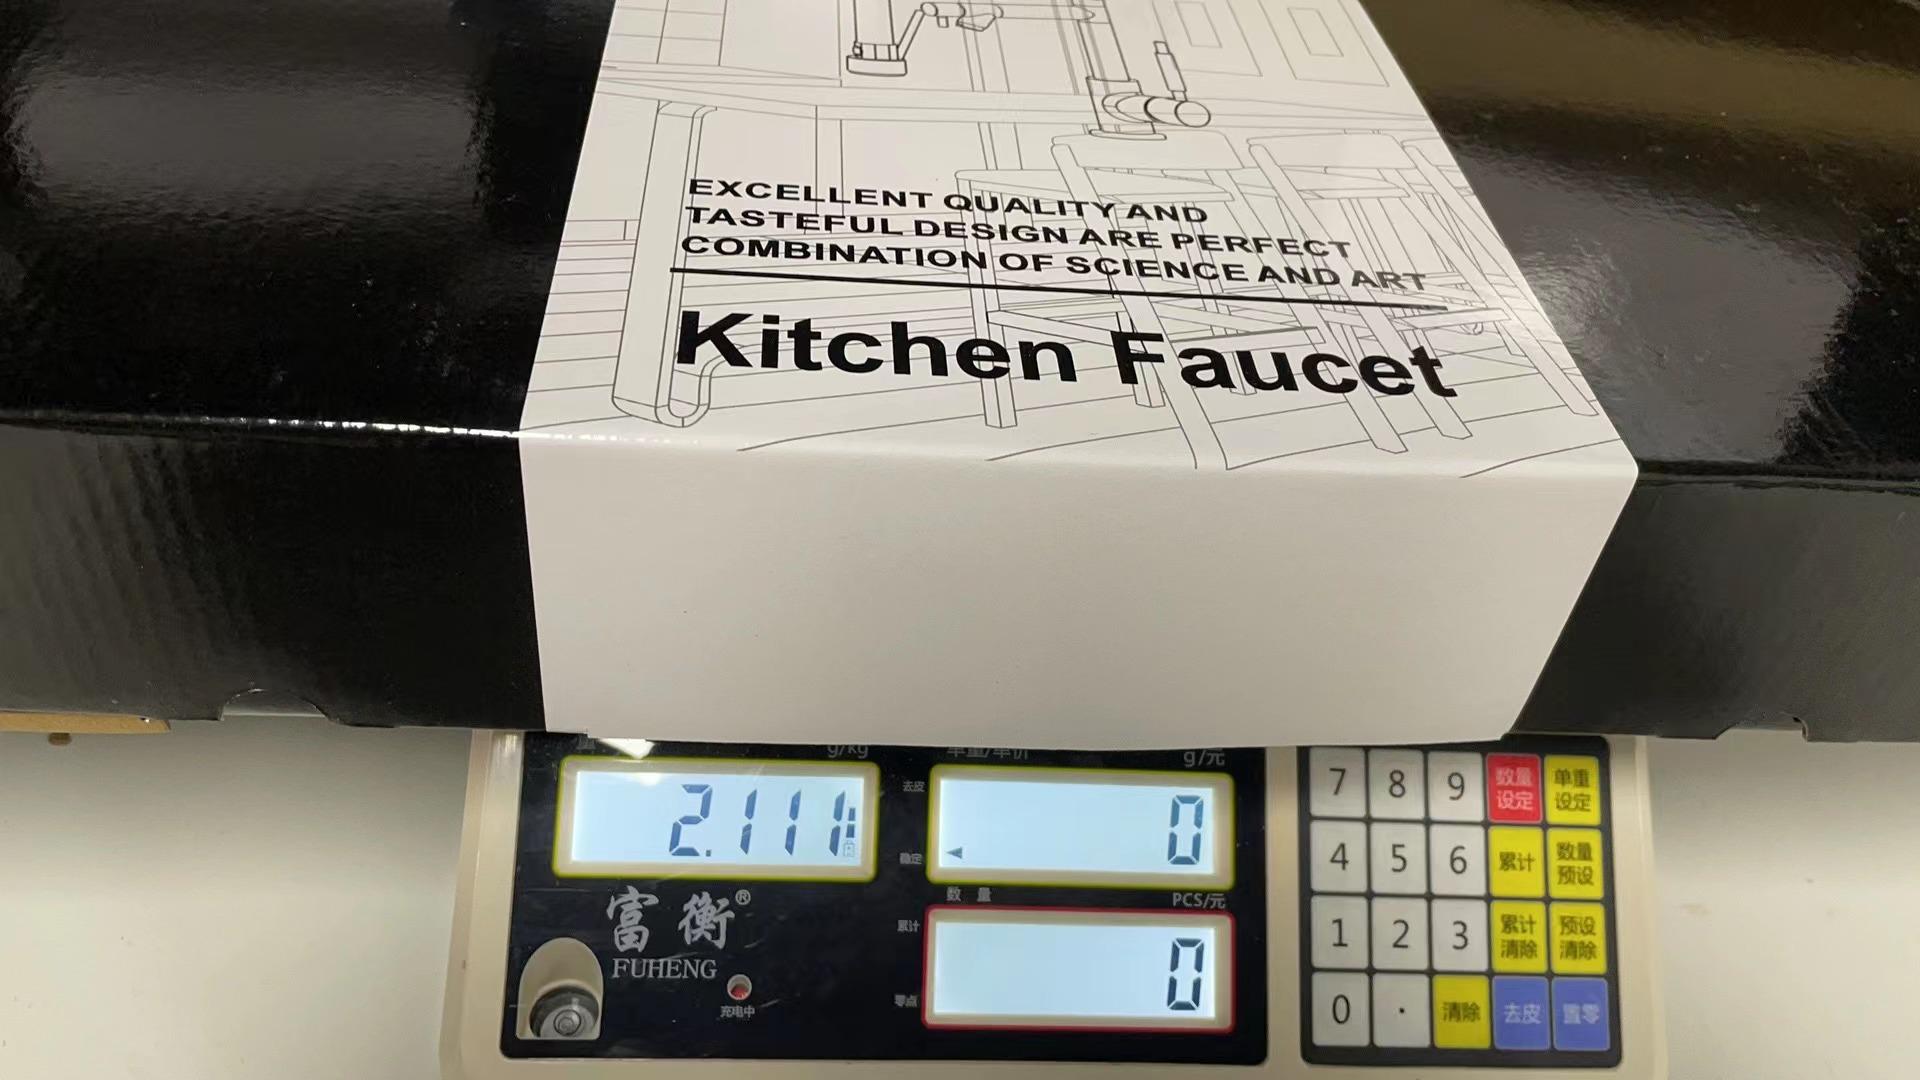 EXCELLENT QUALITY AND
TASTEFUL DESIGN ARE PERFECT
COMBINATION OF SCIENCE AND ART
Kitchen Faucet
g/kg
单重/单价
g/元
2.111
去皮
稳定
0
富衡®
FUHENG
充电中
数量
PCS/元
累计
零点
0
7 8 9 数量设定 单重设定
4 5 6 累计 数量预设
1 2 3 累计清除 预设清除
0 . 清除 去皮 置零